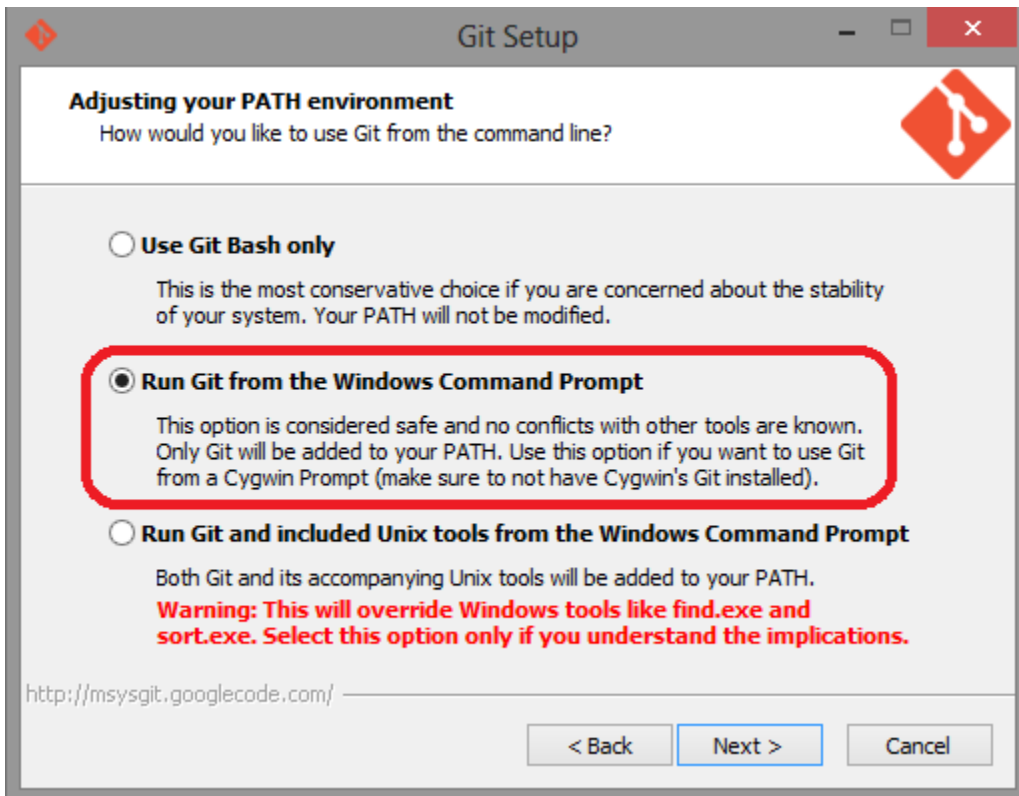 Git Setup
Adjusting your PATH environment
How would you like to use Git from the command line?
Use Git Bash only
This is the most conservative choice if you are concerned about the stability
of your system. Your PATH will not be modified.
Run Git from the Windows Command Prompt
This option is considered safe and no conflicts with other tools are known.
Only Git will be added to your PATH. Use this option if you want to use Git
from a Cygwin Prompt (make sure to not have Cygwin's Git installed).
Run Git and included Unix tools from the Windows Command Prompt
Both Git and its accompanying Unix tools will be added to your PATH.
Warning: This will override Windows tools like find.exe and
sort.exe. Select this option only if you understand the implications.
http://msysgit.googlecode.com/
< Back Next > Cancel